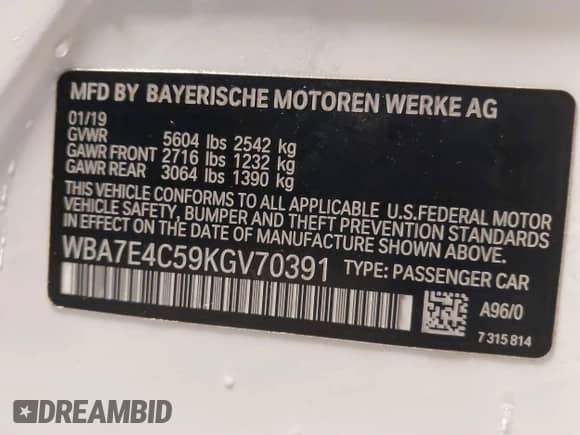 MFD BY BAYERISCHE MOTOREN WERKE AG
01/19
GVWR 5604 lbs 2542 kg
GAWR FRONT 2716 lbs 1232 kg
GAWR REAR 3064 lbs 1390 kg
THIS VEHICLE CONFORMS TO ALL APPLICABLE U.S.FEDERAL MOTOR
VEHICLE SAFETY, BUMPER AND THEFT PREVENTION STANDARDS
IN EFFECT ON THE DATE OF MANUFACTURE SHOWN ABOVE.
WBA7E4C59KGV70391 TYPE: PASSENGER CAR
A96/0
7 315 814
DREAMBID